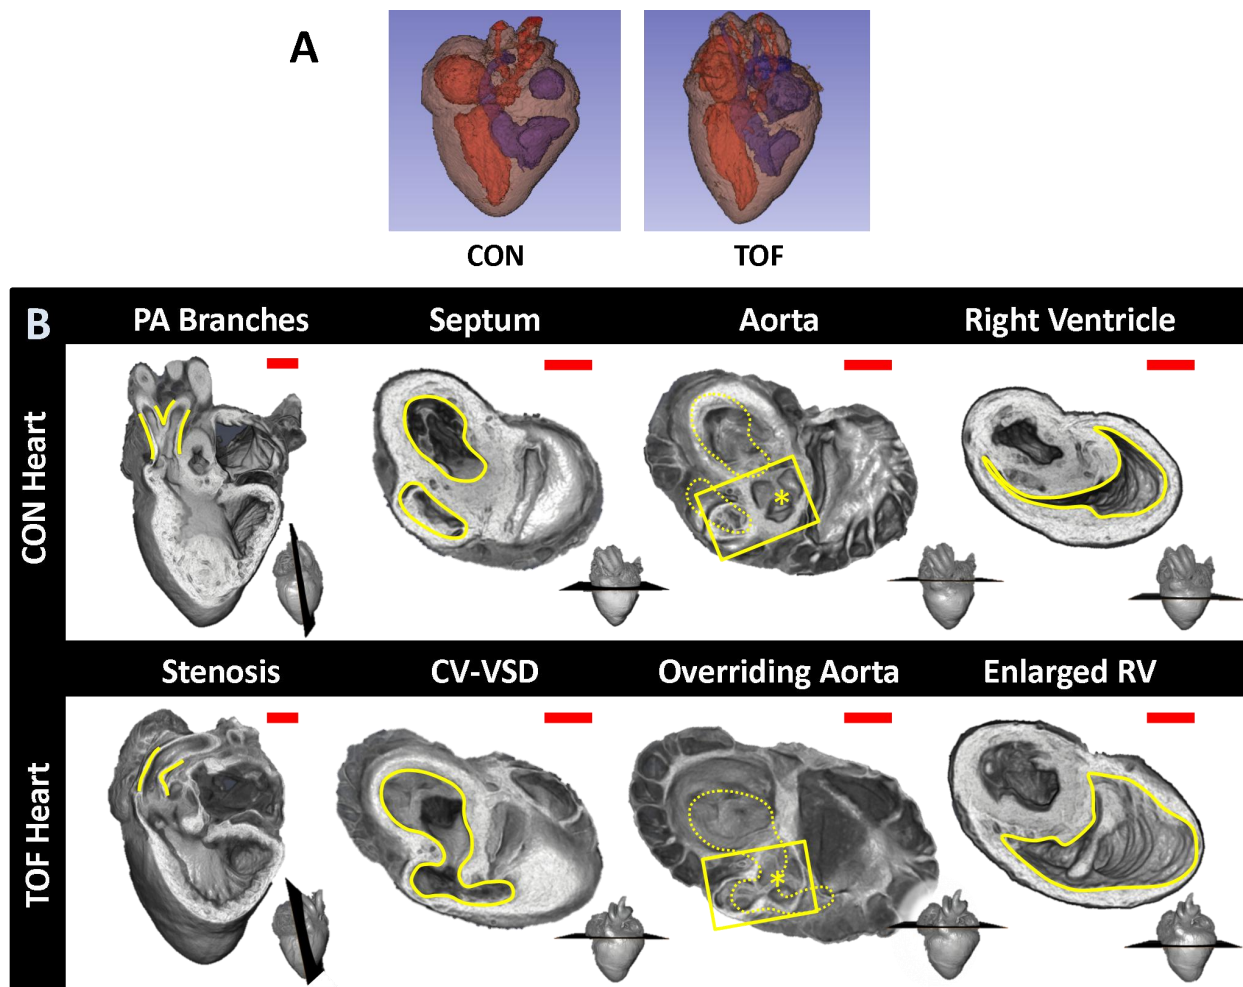 A
CON
TOF
B
PA Branches
Septum
Aorta
Right Ventricle
CON Heart
*
Stenosis
CV-VSD
Overriding Aorta
Enlarged RV
TOF Heart
*